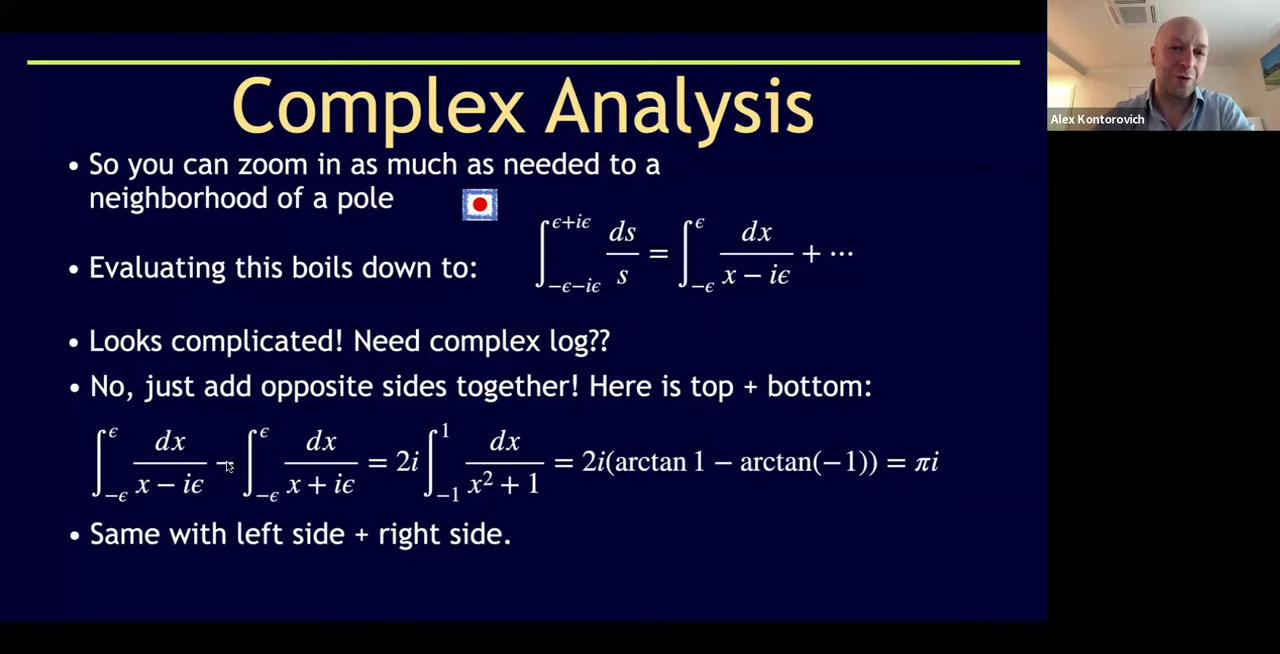 Complex Analysis
• So you can zoom in as much as needed to a
neighborhood of a pole
• Evaluating this boils down to: ∫_{−ϵ−iϵ}^{ϵ+iϵ} ds/s = ∫_{−ϵ}^{ϵ} dx/(x − iϵ) + ⋯
• Looks complicated! Need complex log??
• No, just add opposite sides together! Here is top + bottom:
∫_{−ϵ}^{ϵ} dx/(x − iϵ) − ∫_{−ϵ}^{ϵ} dx/(x + iϵ) = 2i ∫_{−1}^{1} dx/(x² + 1) = 2i(arctan 1 − arctan(−1)) = πi
• Same with left side + right side.
Alex Kontorovich